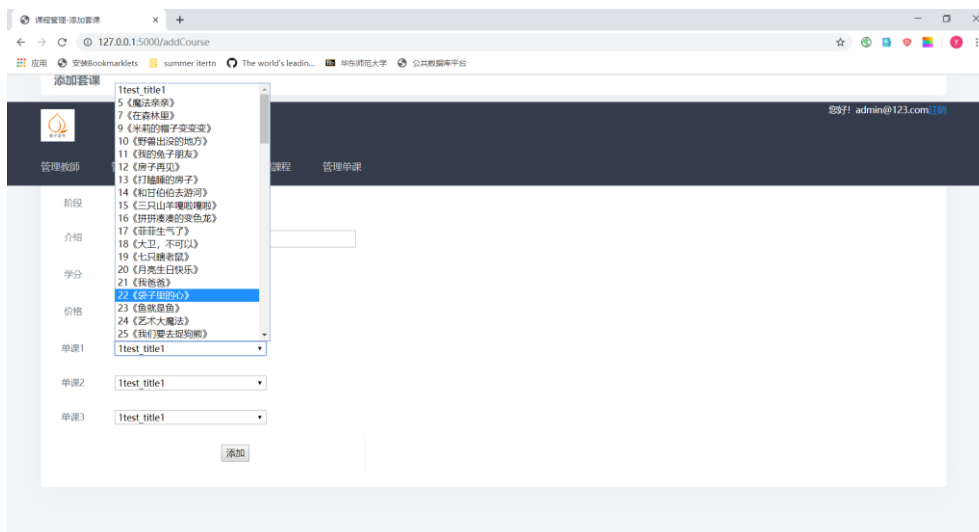 课程管理-添加套课
127.0.0.1:5000/addCourse
应用 安装Bookmarklets summer itertn The world's leadin... 华东师范大学 公共数据库平台
添加套课
您好！admin@123.com注销
管理教师
课程 管理单课
1test_title1
5《魔法亲亲》
7《在森林里》
9《米莉的帽子变变变》
10《野兽出没的地方》
11《我的兔子朋友》
12《房子再见》
13《打瞌睡的房子》
14《和甘伯伯去游河》
15《三只山羊嘎啦嘎啦》
16《拼拼凑凑的变色龙》
17《菲菲生气了》
18《大卫，不可以》
19《七只瞎老鼠》
20《月亮生日快乐》
21《我爸爸》
22《袋子里的心》
23《鱼就是鱼》
24《艺术大魔法》
25《我们要去捉狗熊》
阶段
介绍
学分
价格
单课1 1test_title1
单课2 1test_title1
单课3 1test_title1
添加